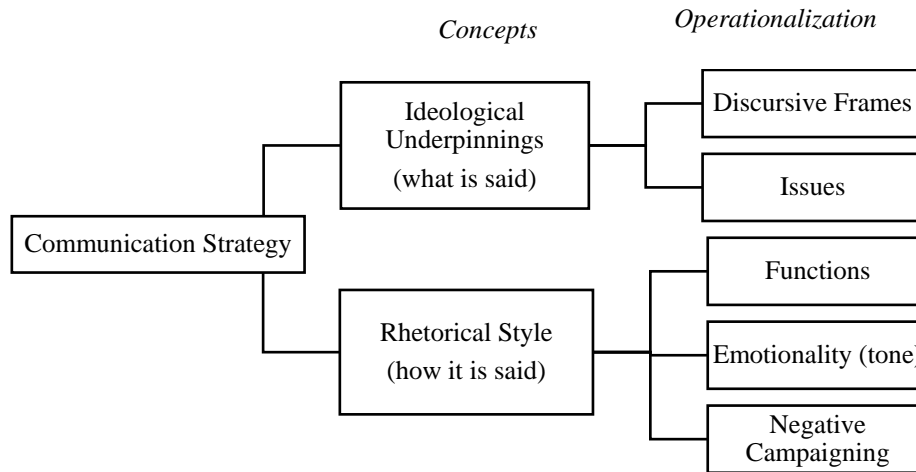 Concepts
Operationalization
Ideological
Underpinnings
(what is said)
Discursive Frames
Issues
Communication Strategy
Rhetorical Style
(how it is said)
Functions
Emotionality (tone)
Negative
Campaigning